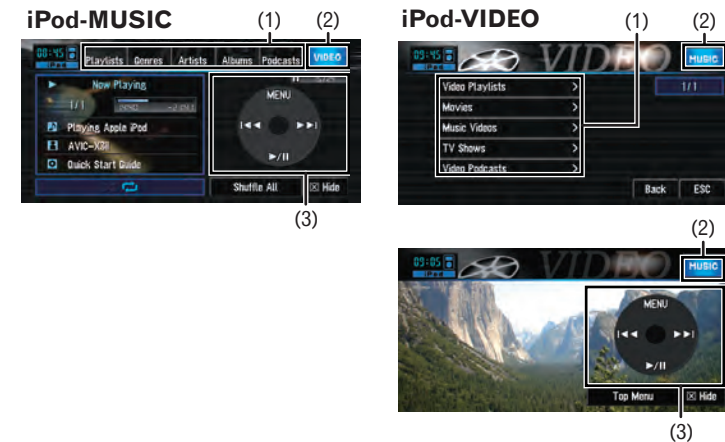 iPod-MUSIC
(1)
(2)
08:45
iPod
Playlists
Genres
Artists
Albums
Podcasts
VIDEO
Now Playing
1/1
MENU
Playing Apple iPod
AVIC-X3II
Quick Start Guide
Shuffle All
Hide
(3)
iPod-VIDEO
(1)
(2)
09:45
iPod
VIDEO
MUSIC
Video Playlists
Movies
Music Videos
TV Shows
Video Podcasts
1/1
(1)
Back
ESC
(2)
09:05
iPod
VIDEO
MUSIC
MENU
Top Menu
Hide
(3)